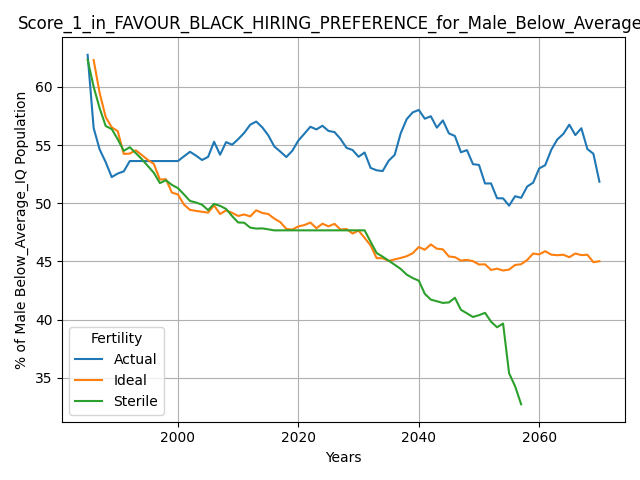 Score_1_in_FAVOUR_BLACK_HIRING_PREFERENCE_for_Male_Below_Average
% of Male Below_Average_IQ Population
60
55
50
45
40
35
Fertility
Actual
Ideal
Sterile
2000
2020
2040
2060
Years